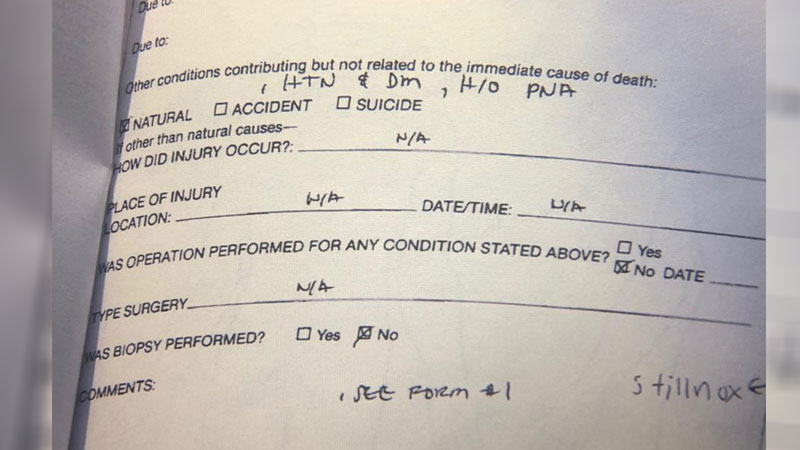 Due to:
Due to:
Other conditions contributing but not related to the immediate cause of death:
, HTN & DM, H/O PNA
☒ NATURAL ☐ ACCIDENT ☐ SUICIDE
If other than natural causes—
HOW DID INJURY OCCUR?: N/A
PLACE OF INJURY
LOCATION: N/A DATE/TIME: N/A
WAS OPERATION PERFORMED FOR ANY CONDITION STATED ABOVE? ☐ Yes
☒ No DATE
TYPE SURGERY N/A
WAS BIOPSY PERFORMED? ☐ Yes ☒ No
COMMENTS: , SEE FORM #1 Stillnox